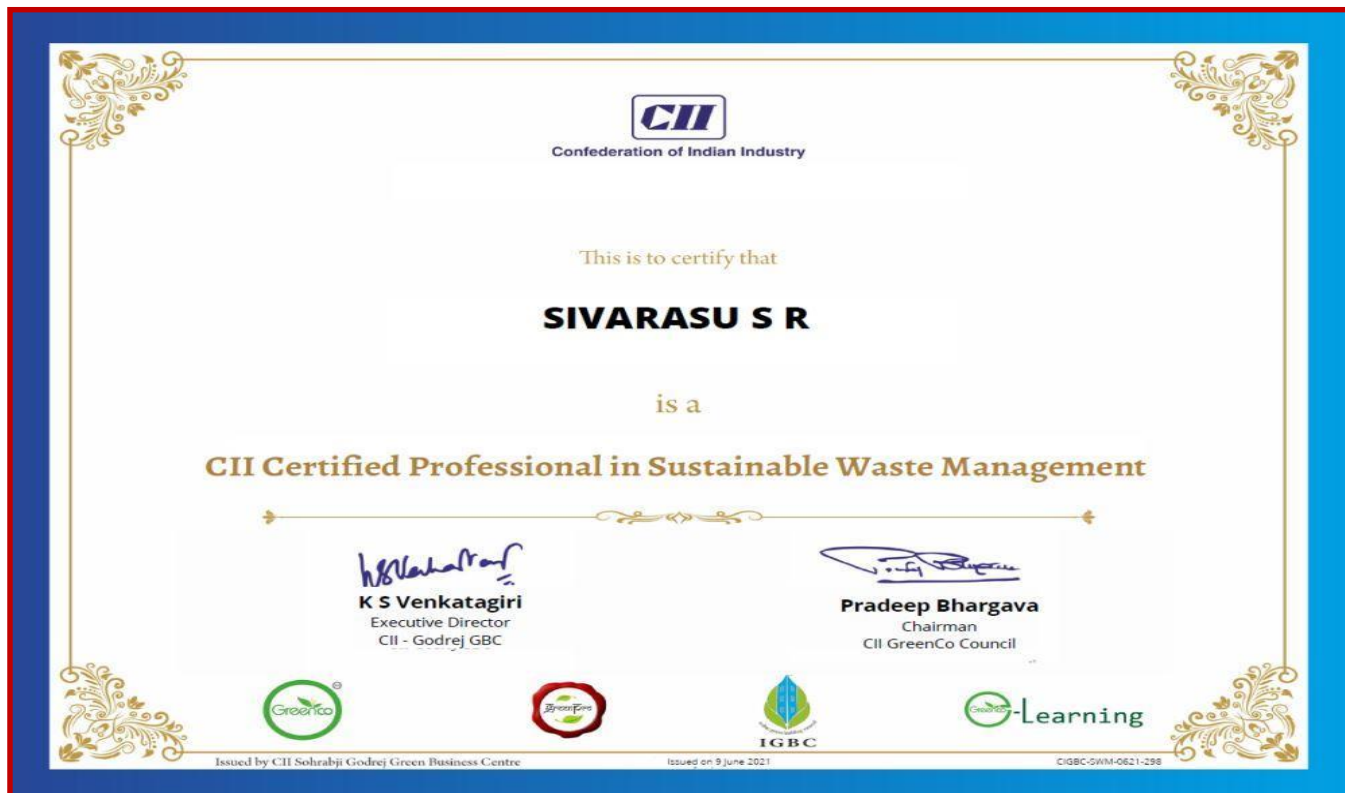 CII
Confederation of Indian Industry
This is to certify that
SIVARASU S R
is a
CII Certified Professional in Sustainable Waste Management
K S Venkatagiri
Executive Director
CII - Godrej GBC
Pradeep Bhargava
Chairman
CII GreenCo Council
GreenCo
GreenPro
IGBC
GreenCo
e-Learning
Issued by CII Sohrabji Godrej Green Business Centre
Issued on 9 June 2021
CIGBC-SWM-0621-298